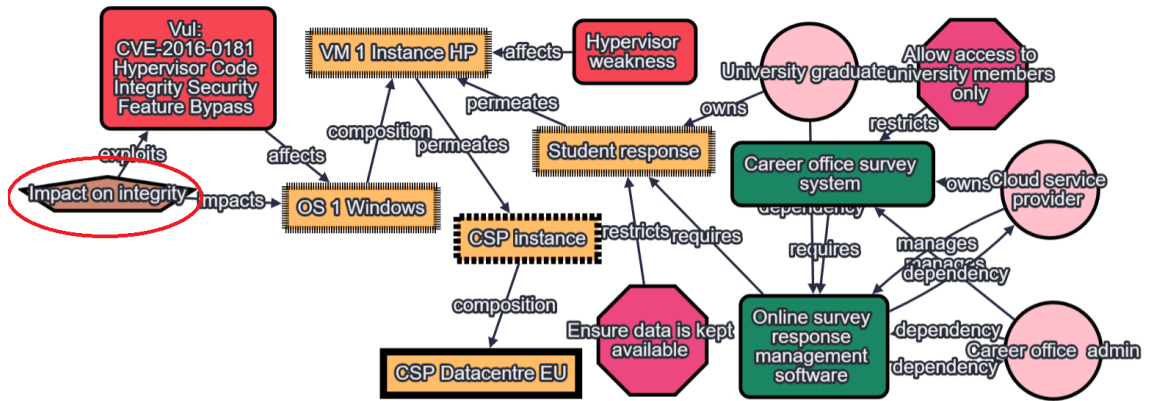 Vul:
CVE-2016-0181
Hypervisor Code
Integrity Security
Feature Bypass
VM 1 Instance HP
affects
Hypervisor
weakness
University graduate
Allow access to
university members
only
permeates
owns
restricts
composition
permeates
exploits
affects
Student response
Career office survey
system
Impact on integrity
impacts
OS 1 Windows
owns
Cloud service
provider
CSP instance
restricts
requires
dependency
requires
manages
manages
dependency
composition
Ensure data is kept
available
Online survey
response
management
software
dependency
Career office admin
dependency
CSP Datacentre EU